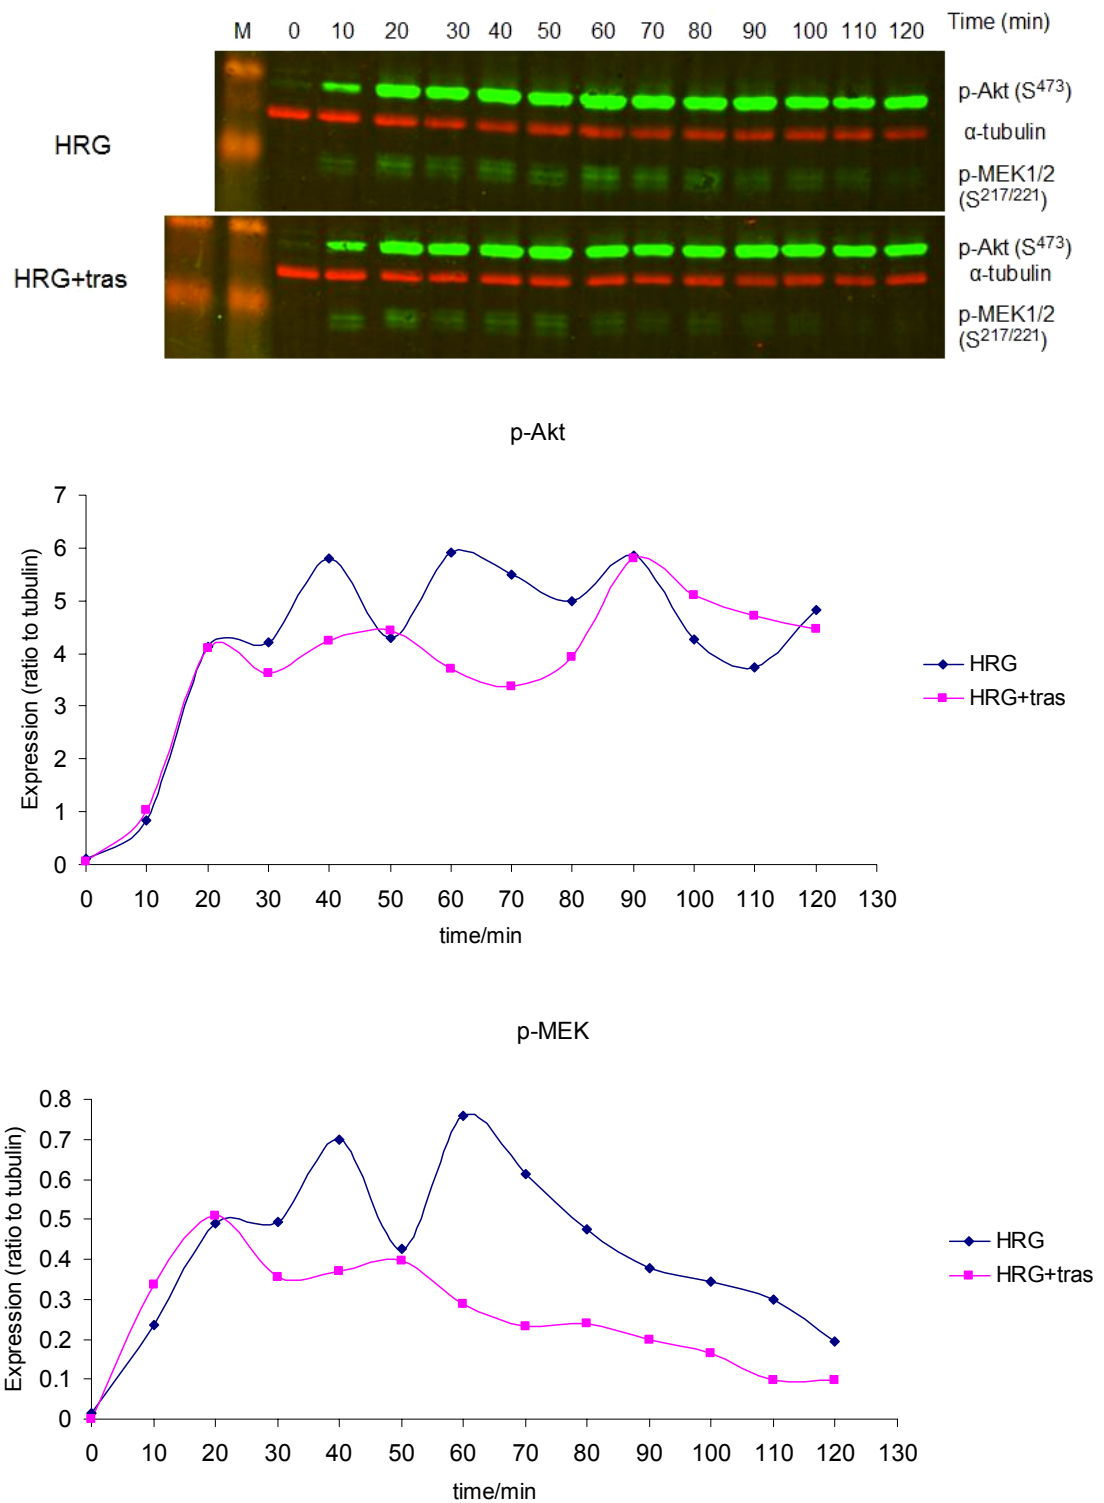 Time (min)
M 0 10 20 30 40 50 60 70 80 90 100 110 120
HRG
p-Akt (S473)
α-tubulin
p-MEK1/2
(S217/221)
HRG+tras
p-Akt (S473)
α-tubulin
p-MEK1/2
(S217/221)
p-Akt
Expression (ratio to tubulin)
7
6
5
4
3
2
1
0
0 10 20 30 40 50 60 70 80 90 100 110 120 130
time/min
HRG
HRG+tras
p-MEK
Expression (ratio to tubulin)
0.8
0.7
0.6
0.5
0.4
0.3
0.2
0.1
0
0 10 20 30 40 50 60 70 80 90 100 110 120 130
time/min
HRG
HRG+tras